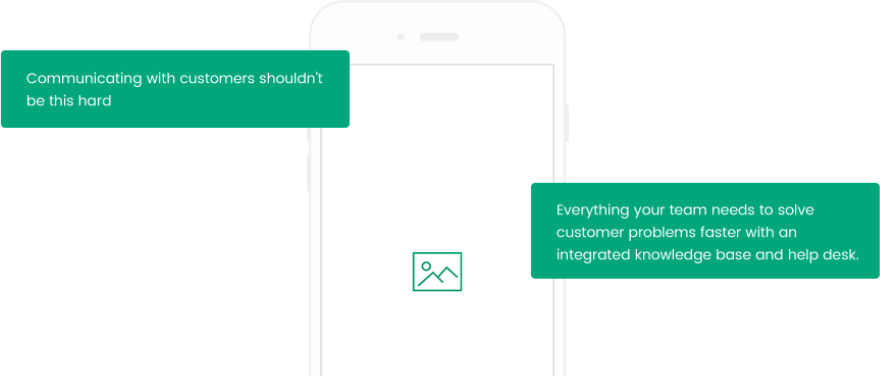 Communicating with customers shouldn't
be this hard
Everything your team needs to solve
customer problems faster with an
integrated knowledge base and help desk.